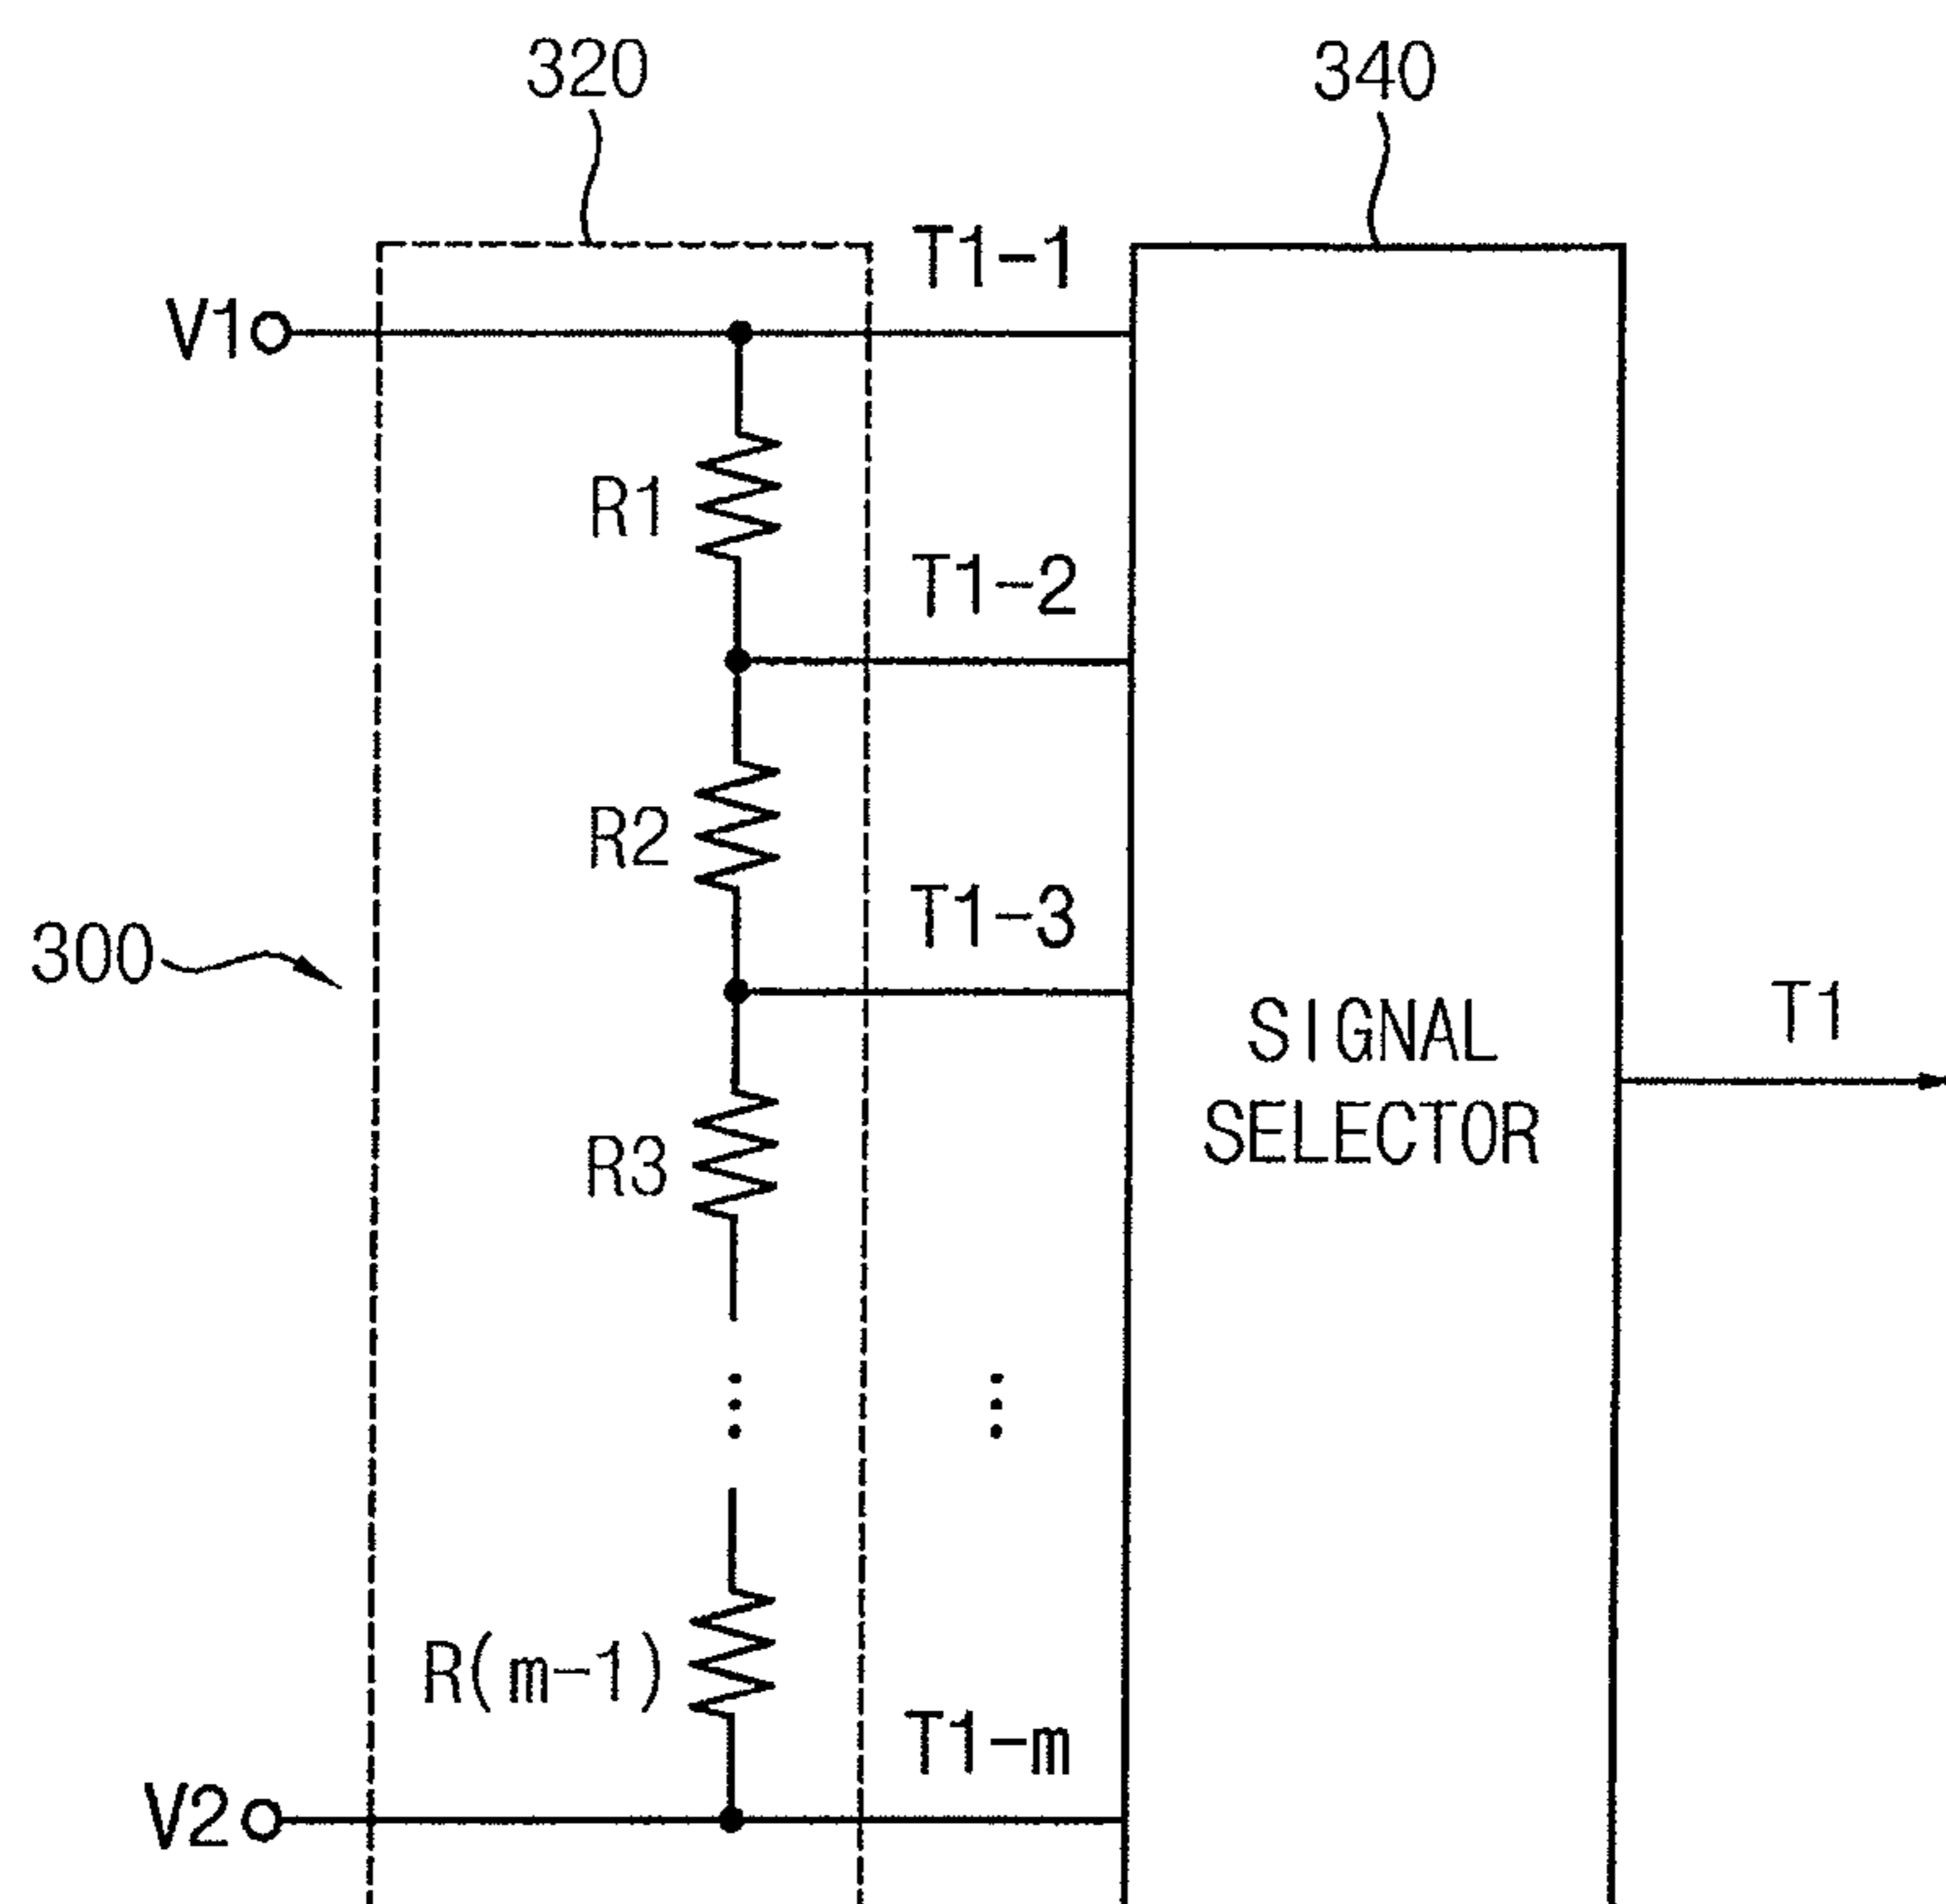 320
340
T1-1
V1
R1
T1-2
R2
T1-3
300
SIGNAL
SELECTOR
T1
R3
R(m-1)
T1-m
V2